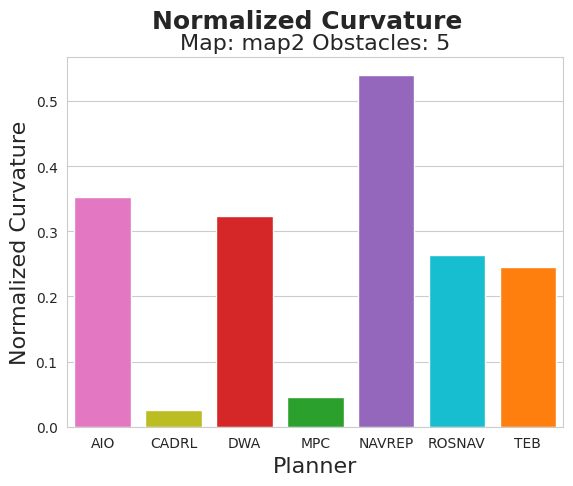 Normalized Curvature
Map: map2 Obstacles: 5
Normalized Curvature
0.5
0.4
0.3
0.2
0.1
0.0
AIO CADRL DWA MPC NAVREP ROSNAV TEB
Planner